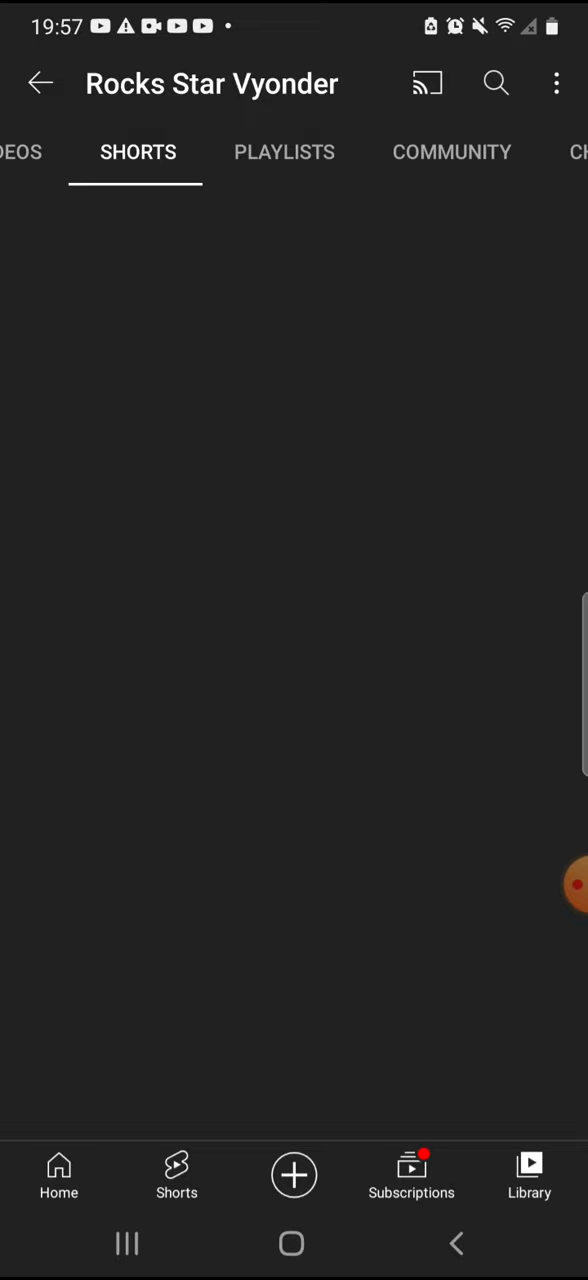 19:57
Rocks Star Vyonder
DEOS SHORTS PLAYLISTS COMMUNITY CH
Home Shorts Subscriptions Library